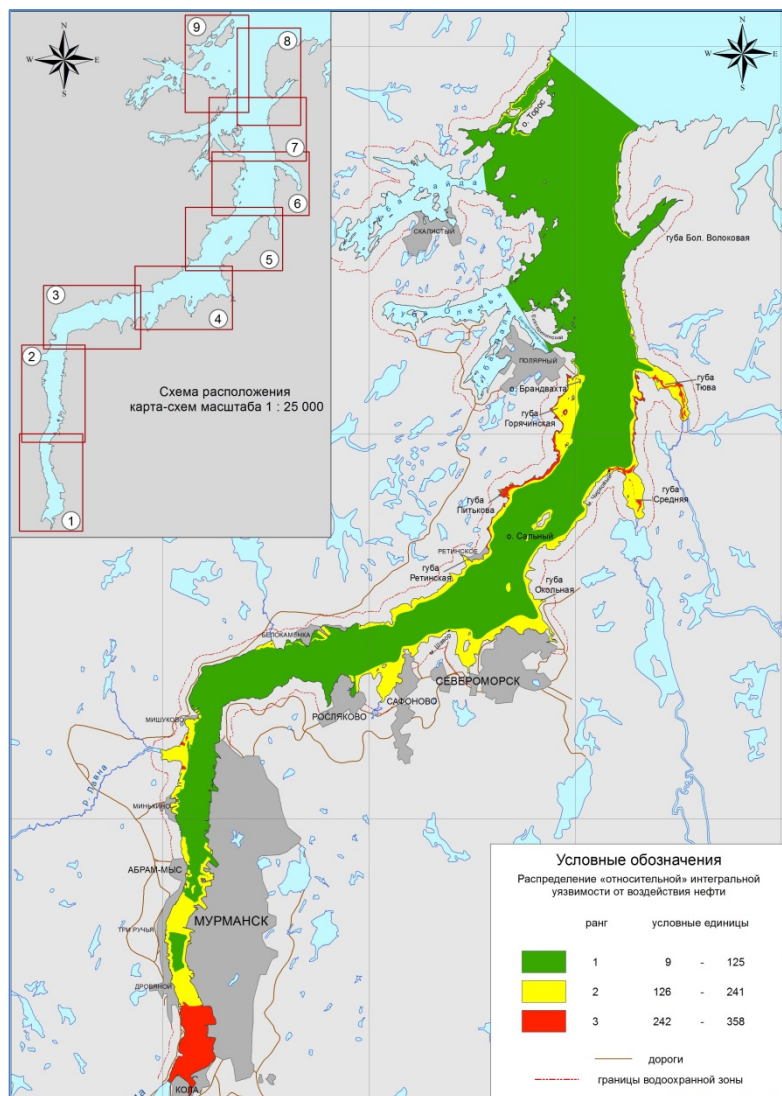 N
W
E
S
9
8
7
6
5
4
3
2
1
Схема расположения
карта-схем масштаба 1 : 25 000
N
W
E
S
о. Торос
СКАЛИСТЫЙ
губа Бол. Волоковая
Екатерининский
ПОЛЯРНЫЙ
о. Брандвахта
губа
Тюва
губа
Горячинская
губа
Питькова
губа
Средняя
о. Сальный
РЕТИНСКОЕ
губа
Ретинская
губа
Окольная
БЕЛОКАМЕНКА
СЕВЕРОМОРСК
САФОНОВО
РОСЛЯКОВО
МИШУКОВО
р. Лавна
МИНЬКИНО
АБРАМ-МЫС
МУРМАНСК
ТРИ РУЧЬЯ
ДРОВЯНОЙ
КОЛА
Условные обозначения
Распределение «относительной» интегральной
уязвимости от воздействия нефти
ранг условные единицы
1 9 - 125
2 126 - 241
3 242 - 358
дороги
границы водоохранной зоны